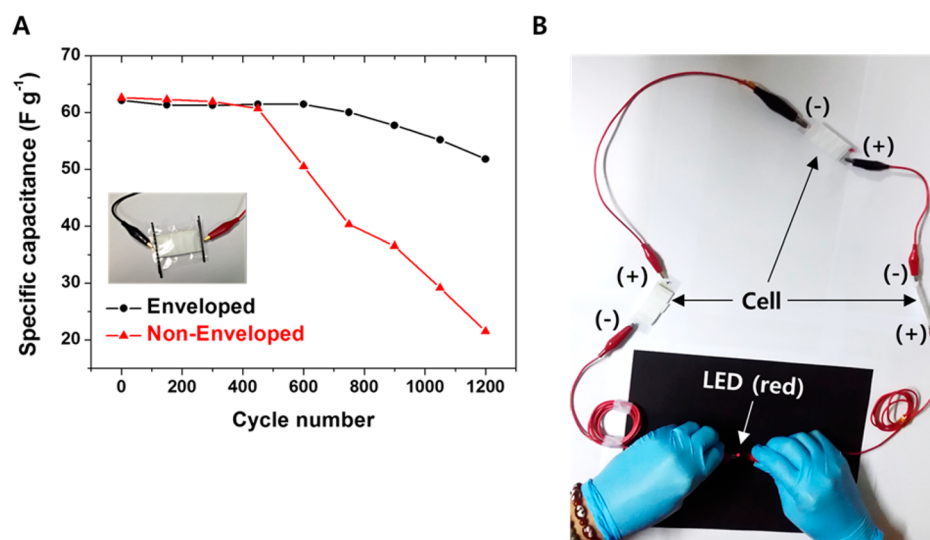 A
70
60
50
40
30
20
0 200 400 600 800 1000 1200
Specific capacitance (F g⁻¹)
Cycle number
Enveloped
Non-Enveloped
B
(-)
(+)
(+)
(-)
(-)
(+)
Cell
LED (red)